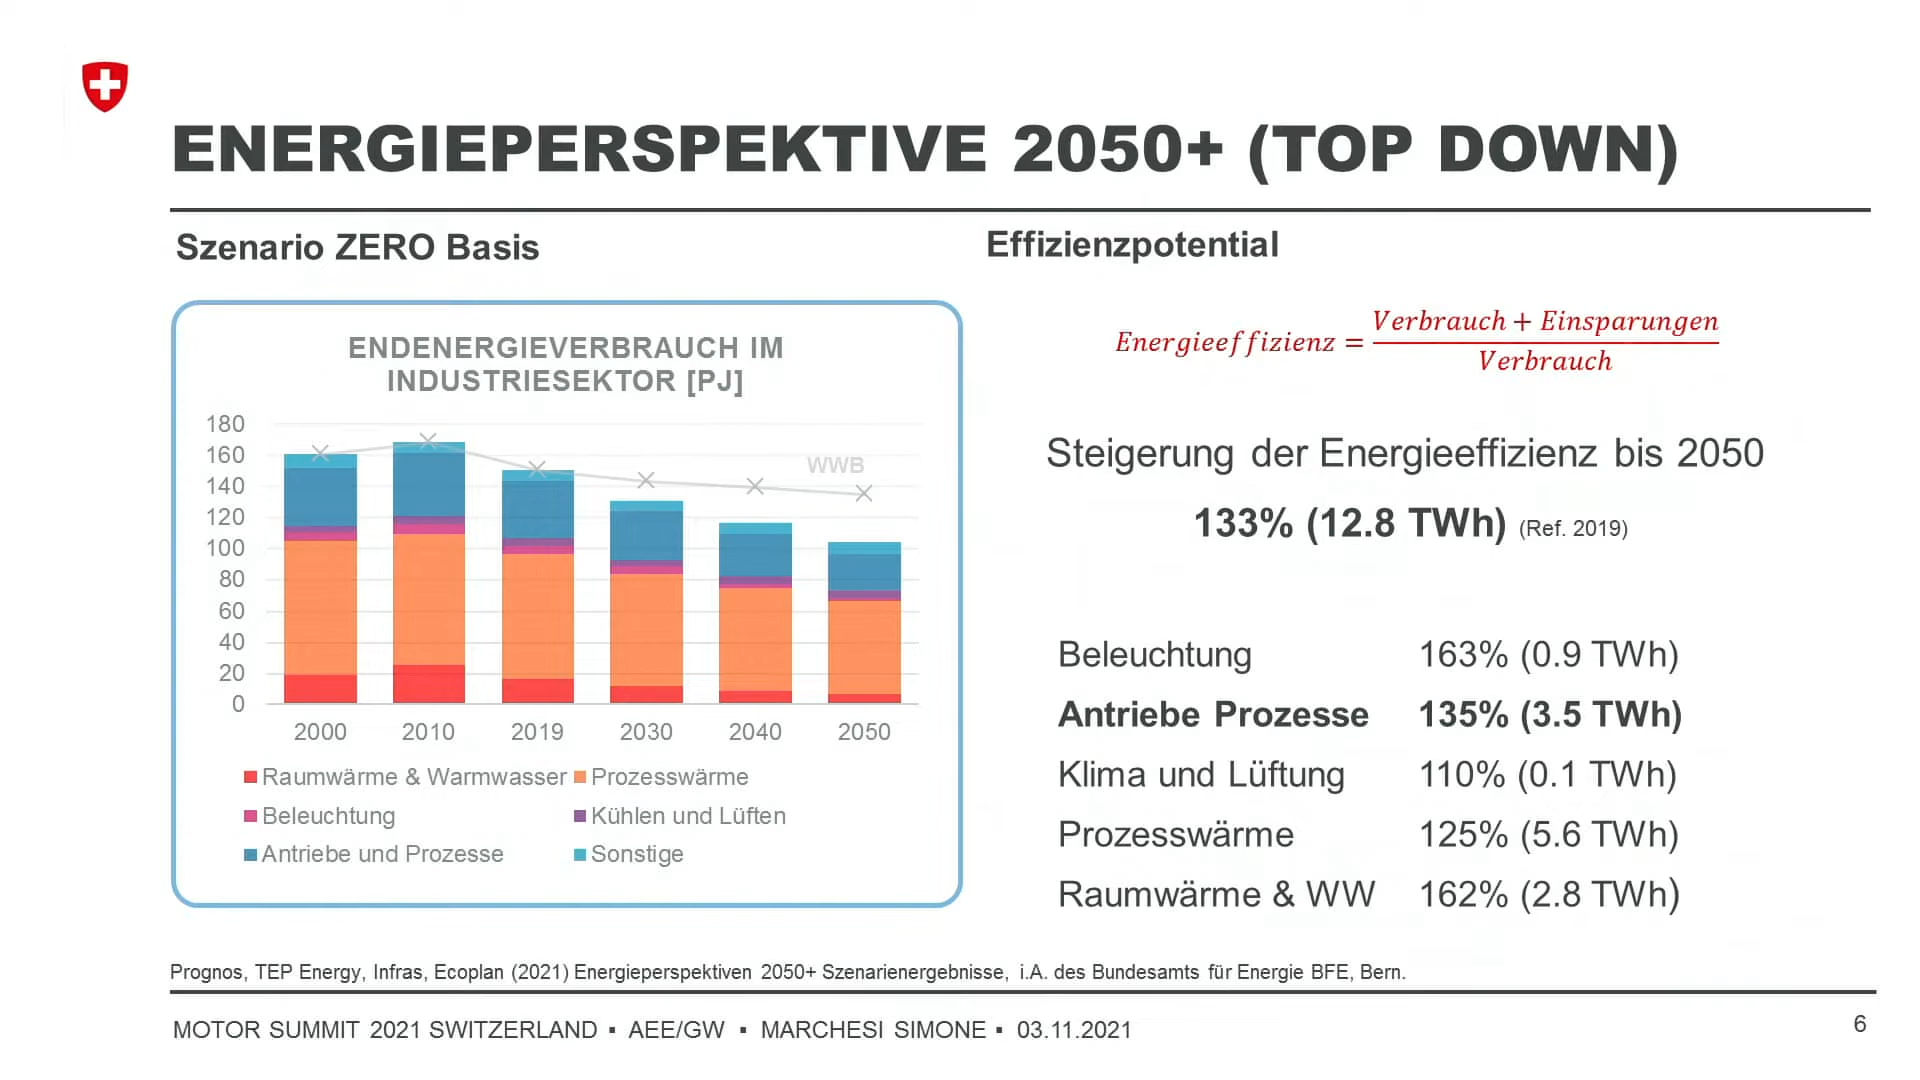 ENERGIEPERSPEKTIVE 2050+ (TOP DOWN)
Szenario ZERO Basis
ENDENERGIEVERBRAUCH IM
INDUSTRIESEKTOR [PJ]
180
160
140
120
100
80
60
40
20
0
WWB
2000 2010 2019 2030 2040 2050
Raumwärme & Warmwasser Prozesswärme
Beleuchtung Kühlen und Lüften
Antriebe und Prozesse Sonstige
Effizienzpotential
Energieeffizienz = Verbrauch + Einsparungen
Verbrauch
Steigerung der Energieeffizienz bis 2050
133% (12.8 TWh) (Ref. 2019)
Beleuchtung 163% (0.9 TWh)
Antriebe Prozesse 135% (3.5 TWh)
Klima und Lüftung 110% (0.1 TWh)
Prozesswärme 125% (5.6 TWh)
Raumwärme & WW 162% (2.8 TWh)
Prognos, TEP Energy, Infras, Ecoplan (2021) Energieperspektiven 2050+ Szenarienergebnisse, i.A. des Bundesamts für Energie BFE, Bern.
MOTOR SUMMIT 2021 SWITZERLAND ▪ AEE/GW ▪ MARCHESI SIMONE ▪ 03.11.2021
6